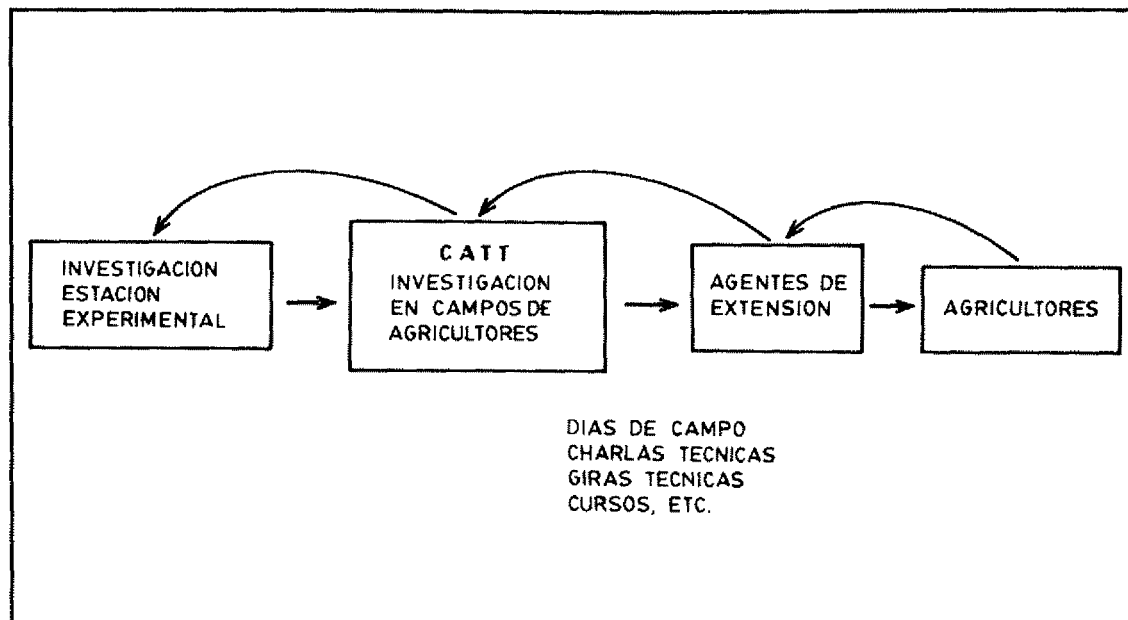 INVESTIGACION
ESTACION
EXPERIMENTAL
CATT
INVESTIGACION
EN CAMPOS DE
AGRICULTORES
AGENTES DE
EXTENSION
AGRICULTORES
DIAS DE CAMPO
CHARLAS TECNICAS
GIRAS TECNICAS
CURSOS, ETC.